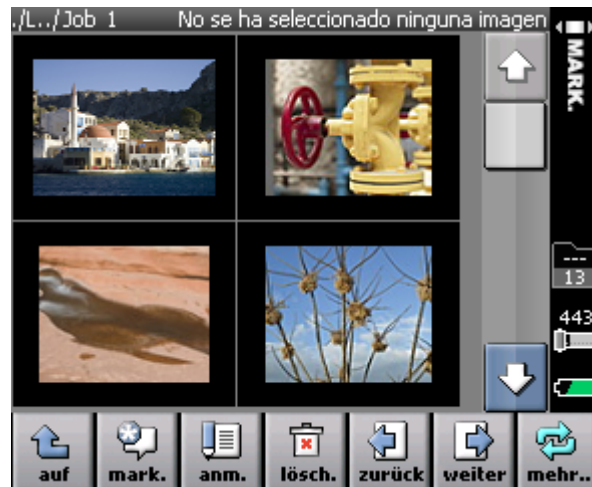 ./L../Job 1 No se ha seleccionado ninguna imagen
MARK.
---
13
443
auf mark. anm. lösch. zurück weiter mehr..